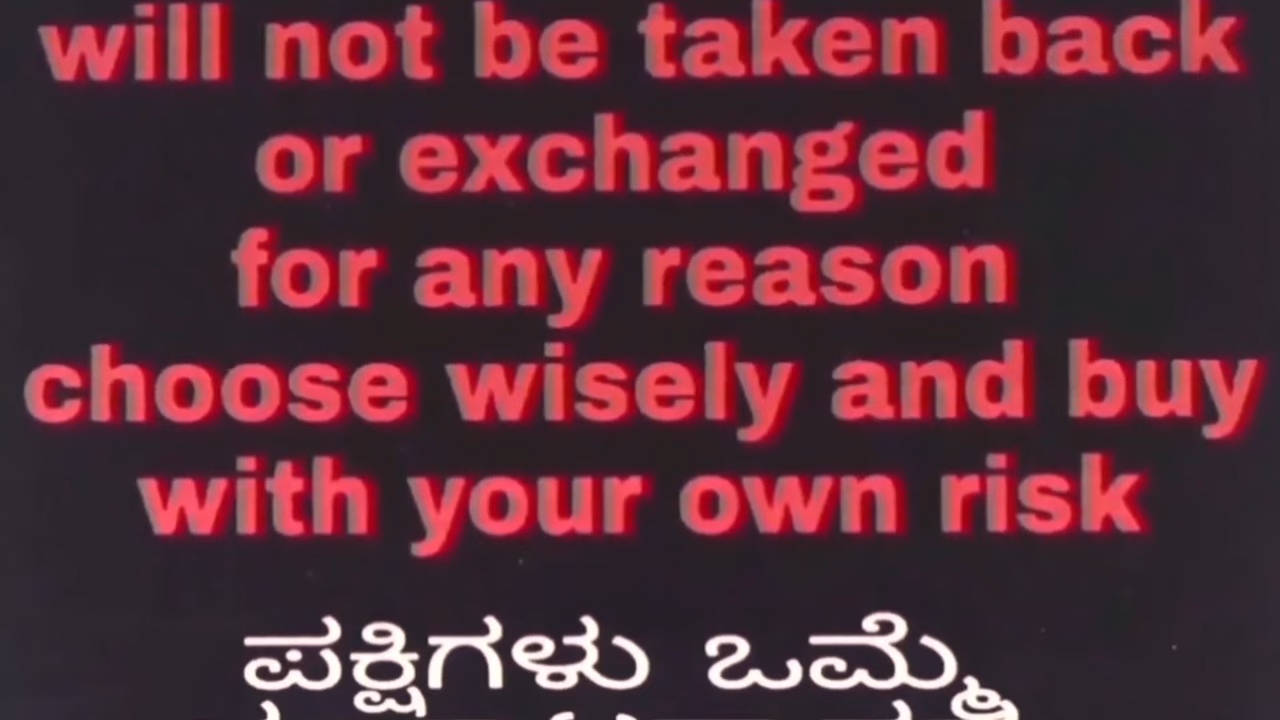 will not be taken back
or exchanged
for any reason
choose wisely and buy
with your own risk
ಪಕ್ಷಿಗಳು ಒಮ್ಮೆ